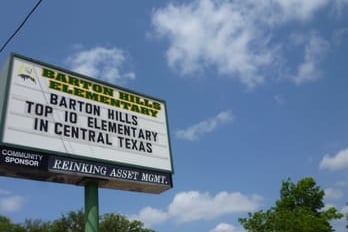 BARTON HILLS
ELEMENTARY
BARTON HILLS
TOP 10 ELEMENTARY
IN CENTRAL TEXAS
COMMUNITY
SPONSOR
REINKING ASSET MGMT.